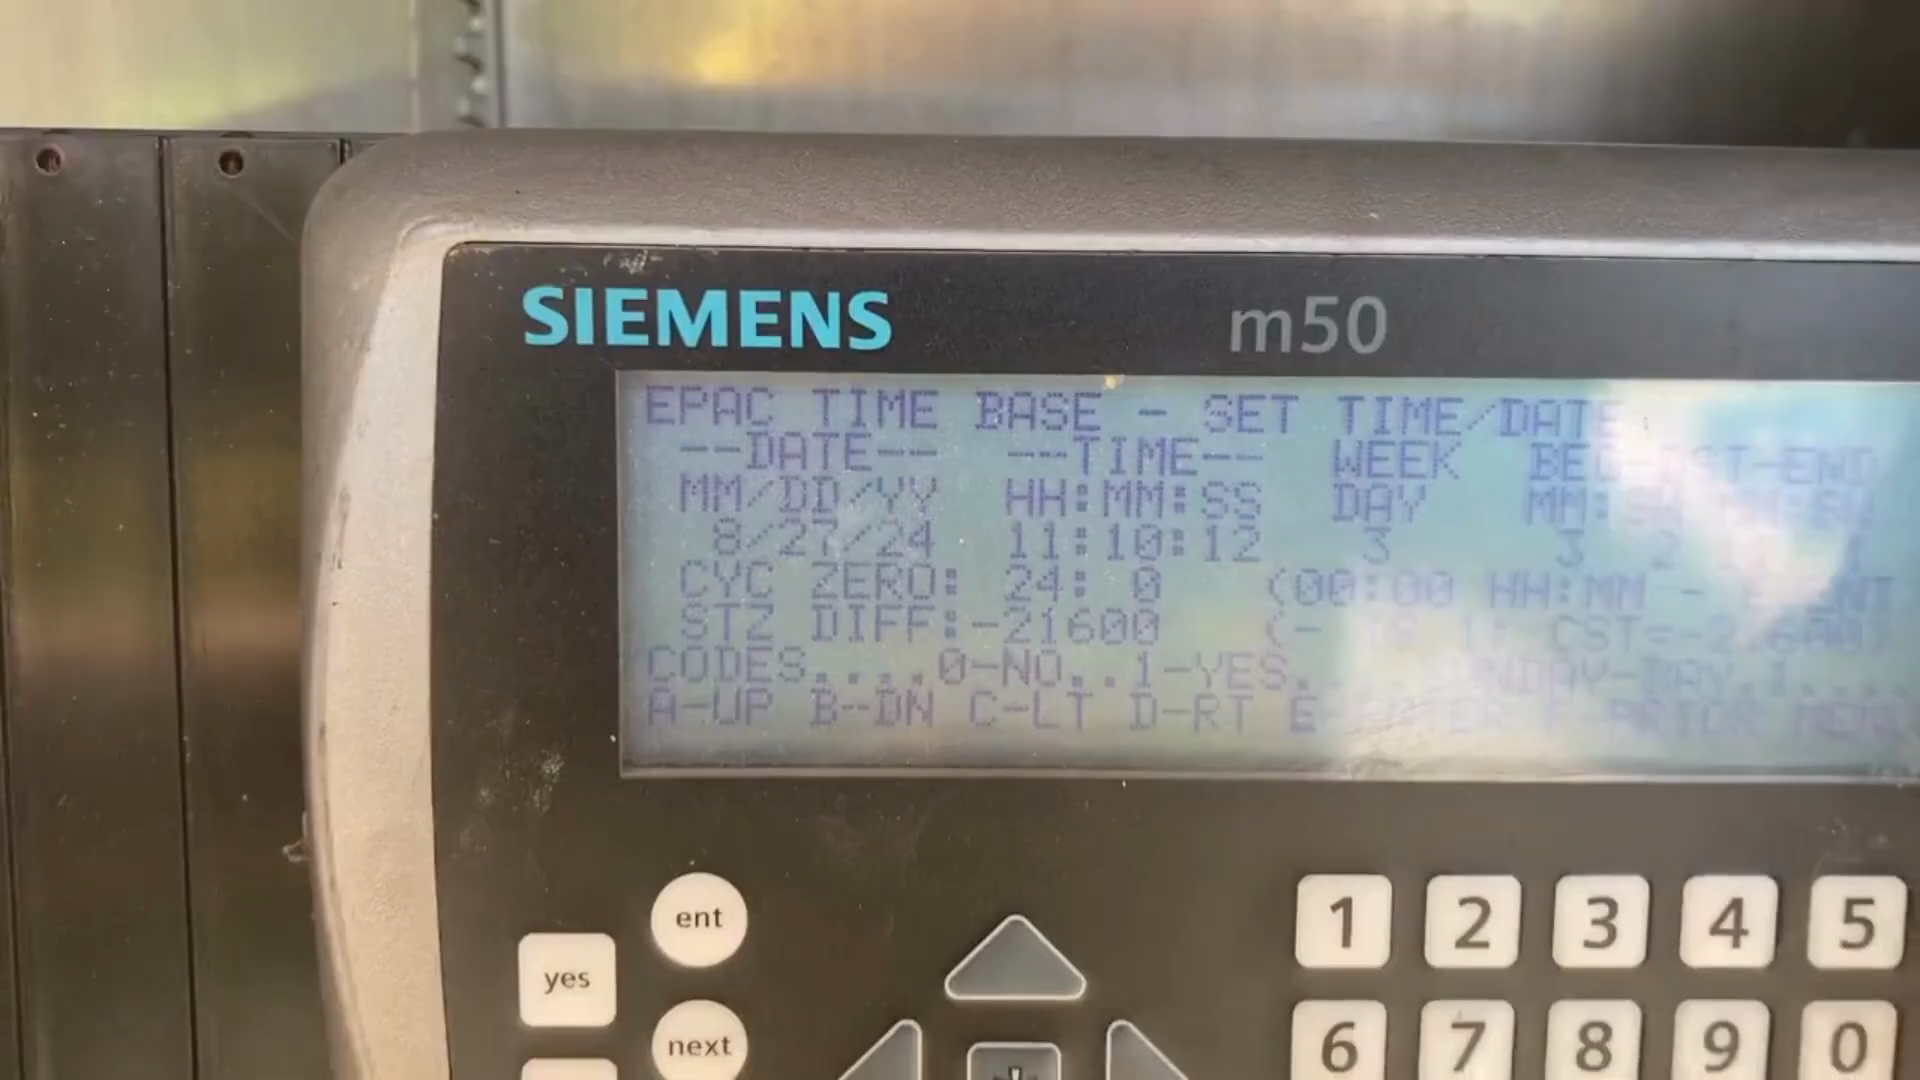 SIEMENS m50
EPAC TIME BASE - SET TIME/DATE
--DATE-- ---TIME-- WEEK
MM/DD/YY HH:MM:SS DAY MM:
8/27/24 11:10:12 3 3 2 1
CYC ZERO: 24: 0 (00:00 HH:MM -
STZ DIFF:-21600 (- CST=-
CODES....0-NO..1-YES.
A-UP B--DN C-LT D-RT
ent
yes
next
1 2 3 4 5
6 7 8 9 0